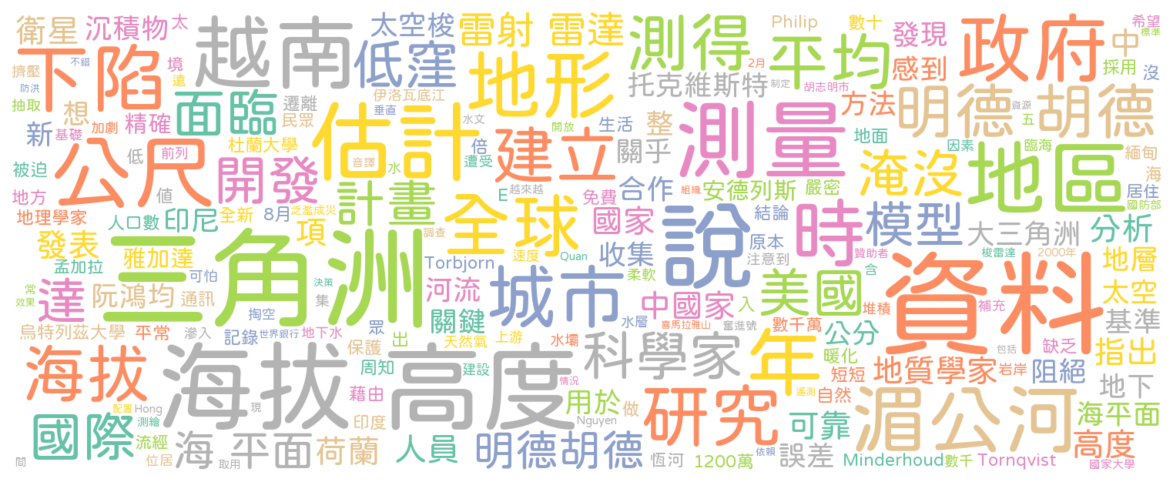 衛星 沉積物 太 越南 太空梭 雷射 雷達 測得 Philip 數十 發現 政府 希望 標準
不錯 境 低窪 地形 平均 中 採用 沒
下陷 擠壓 遠 伊洛瓦底江 托克維斯特 2月 感到
防洪 抽取 想 面臨 遷離 民眾 垂直 制定 胡志明市 方法 明德 胡德 資源
新 基礎 加劇 精確 估計 水文 開放 生活 整 測量 地面 因素 五 臨海 緬甸
公尺 低 前列 杜蘭大學 音譯 倍 建立 關乎 淹沒 地區 海
被迫 值 開發 水 遭受 越來越 組織 嚴密 居住
地方 計畫 E 免費 合作 安德列斯 國防部
地理學家 人口數 印尼 全新 8月 泛濫成災 項 全球 國家 結論 模型 大三角洲 分析
發表 調查 說 時 原本 注意到 梭雷達 贊助者 2000年
孟加拉 雅加達 可怕 三角洲 Torbjorn 速度 Quan 收集 柔軟 美國 含 地層
常 效果 達 阮鴻均 通訊 掏空 集 決策 河流 城市 中國家 入 堆積 補充 資料 太空
烏特列茲大學 平常 滲入 記錄 世界銀行 地下水 眾 出 關鍵 天然氣 上游 水層 水壩 喜馬拉雅山 奮進號 數千萬 公分 基準
海拔 保護 周知 建設 科學家 年 暖化 包括 缺乏 指出
海拔 高度 藉由 情況 短短 地質學家 岩岸 阻絕 地下
配置 Hong 現 印度 用於 做 研究 遙測 自然 湄公河
國際 測繪 Nguyen 可靠 海平面
流經 海 平面 荷蘭 人員 明德胡德 恆河 依賴 誤差 高度
間 位居 取用 1200萬 Minderhoud 數千 Tornqvist 國家大學